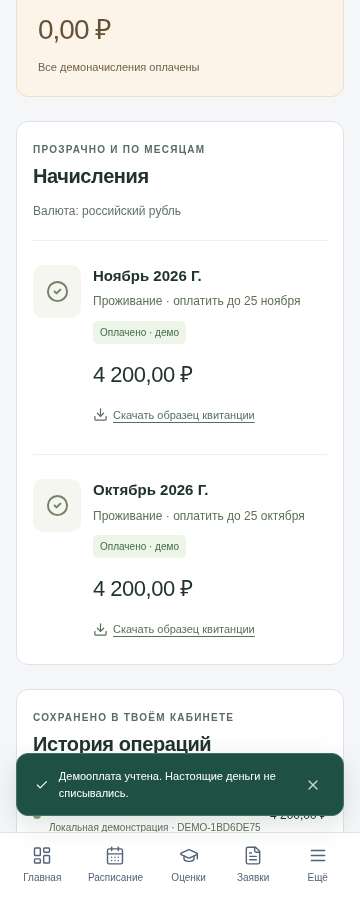 0,00 ₽
Все демоначисления оплачены
ПРОЗРАЧНО И ПО МЕСЯЦАМ
Начисления
Валюта: российский рубль
Ноябрь 2026 Г.
Проживание · оплатить до 25 ноября
Оплачено · демо
4 200,00 ₽
Скачать образец квитанции
Октябрь 2026 Г.
Проживание · оплатить до 25 октября
Оплачено · демо
4 200,00 ₽
Скачать образец квитанции
СОХРАНЕНО В ТВОЁМ КАБИНЕТЕ
История операций
Демооплата учтена. Настоящие деньги не
списывались.
4 200,00 ₽
Локальная демонстрация · DEMO-1BD6DE75
Главная
Расписание
Оценки
Заявки
Ещё